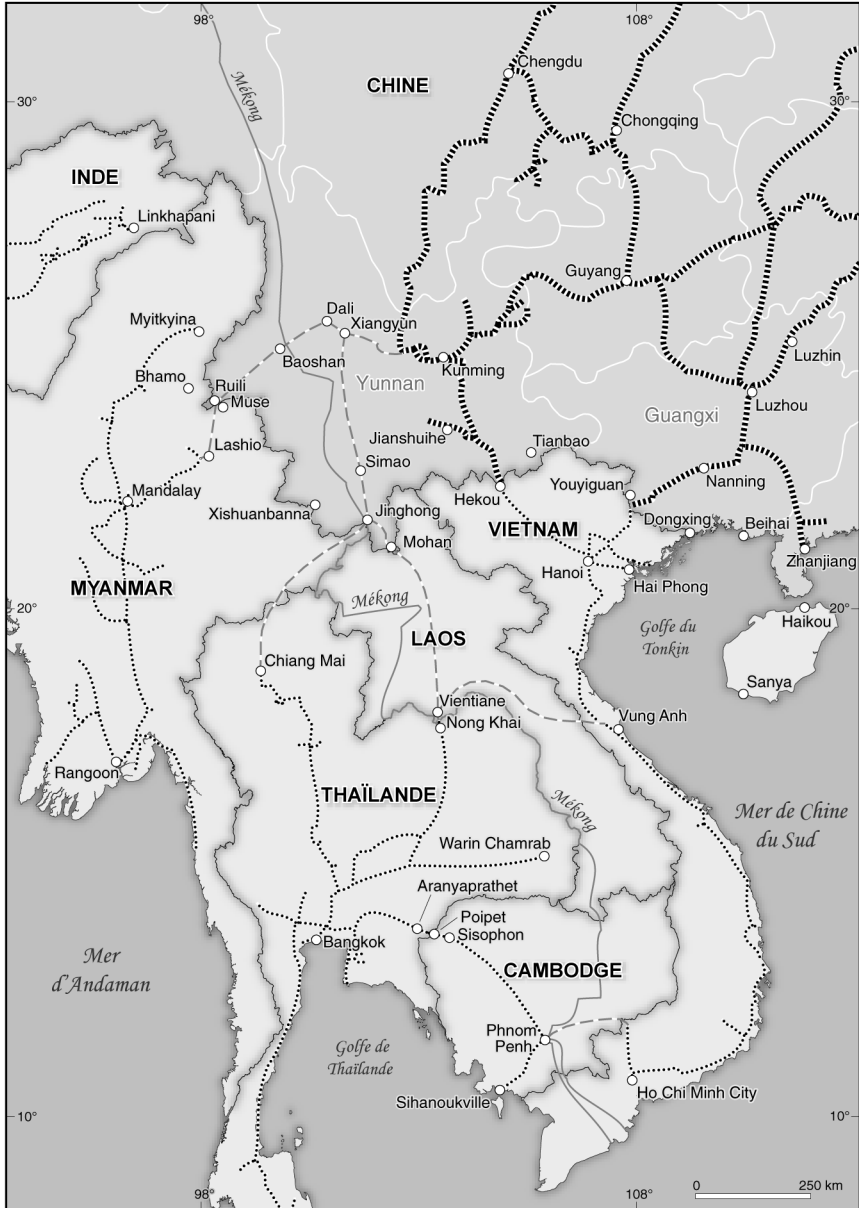 98°
108°
Chengdu
Mékong
CHINE
30°
30°
Chongqing
INDE
Linkhapani
Guyang
Dali
Myitkyina
Xiangyun
Luzhin
Baoshan
Kunming
Bhamo
Ruili
Yunnan
Muse
Luzhou
Guangxi
Jianshuihe
Tianbao
Lashio
Simao
Nanning
Youyiguan
Mandalay
Hekou
Xishuanbanna
Jinghong
Dongxing
Beihai
VIETNAM
Mohan
Zhanjiang
Hanoi
Hai Phong
MYANMAR
Mékong
20°
20°
Haikou
Golfe du
Tonkin
LAOS
Chiang Mai
Sanya
Vientiane
Nong Khai
Vung Anh
Rangoon
THAÏLANDE
Mékong
Mer de Chine
du Sud
Warin Chamrab
Aranyaprathet
Poipet
Sisophon
Bangkok
Mer
d'Andaman
CAMBODGE
Phnom
Penh
Golfe de
Thaïlande
Sihanoukville
Ho Chi Minh City
10°
10°
0
250 km
98°
108°